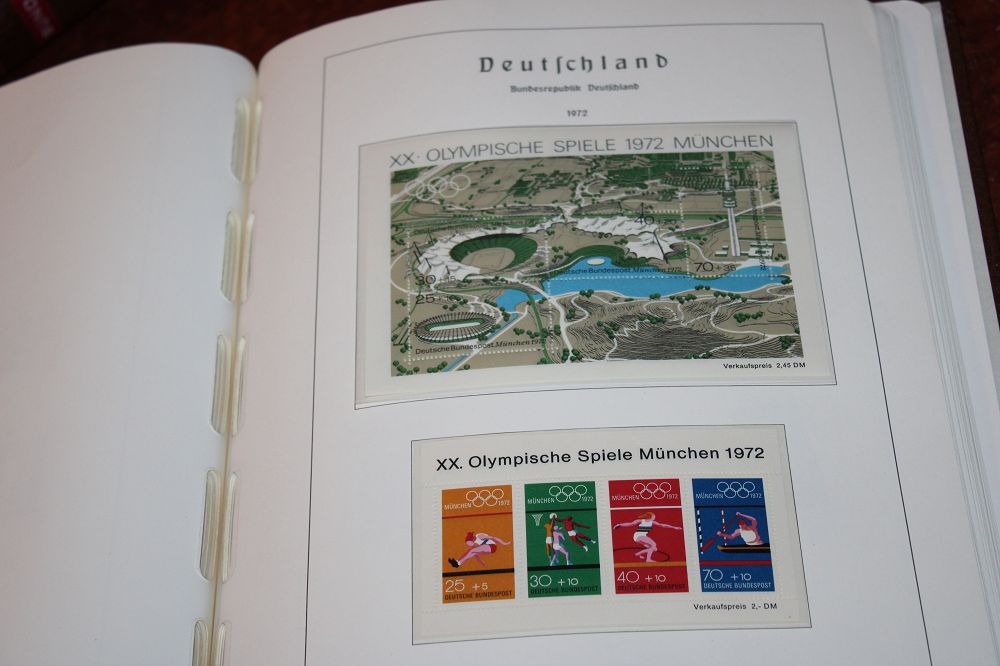 Deutſchland
Bundesrepublik Deutſchland
1972
XX. OLYMPISCHE SPIELE 1972 MÜNCHEN
40
30 + 15
70 + 35
Deutsche Bundespost München 1972
25
Deutsche Bundespost München 1972
Verkaufspreis 2,45 DM
XX. Olympische Spiele München 1972
MÜNCHEN 1972
MÜNCHEN 1972
MÜNCHEN 1972
MÜNCHEN 1972
25 + 5
30 + 10
40 + 10
70 + 10
DEUTSCHE BUNDESPOST
DEUTSCHE BUNDESPOST
DEUTSCHE BUNDESPOST
DEUTSCHE BUNDESPOST
Verkaufspreis 2,- DM